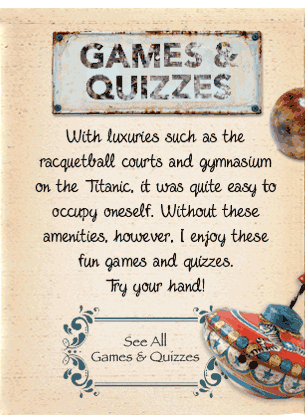 GAMES &
QUIZZES
With luxuries such as the
racquetball courts and gymnasium
on the Titanic, it was quite easy to
occupy oneself. Without these
amenities, however, I enjoy these
fun games and quizzes.
Try your hand!
See All
Games & Quizzes